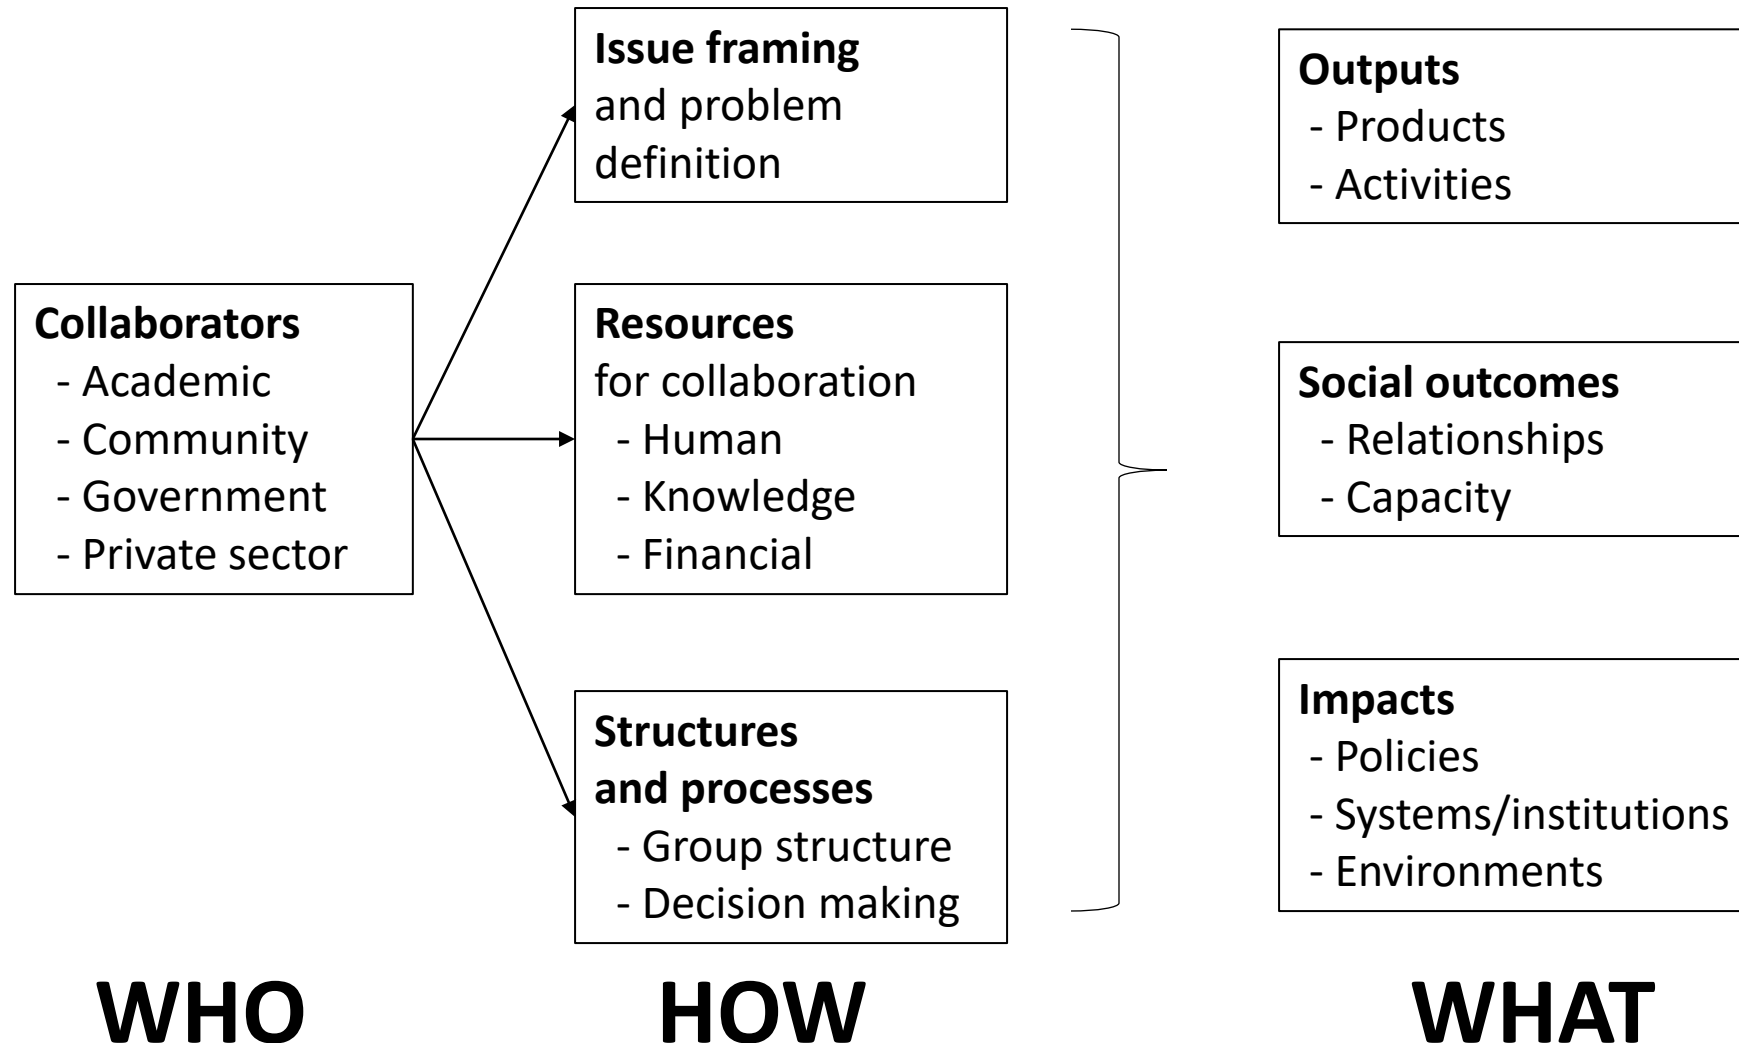 Issue framing
and problem
definition
Collaborators
- Academic
- Community
- Government
- Private sector
Resources
for collaboration
- Human
- Knowledge
- Financial
Structures
and processes
- Group structure
- Decision making
Outputs
- Products
- Activities
Social outcomes
- Relationships
- Capacity
Impacts
- Policies
- Systems/institutions
- Environments
WHO
HOW
WHAT